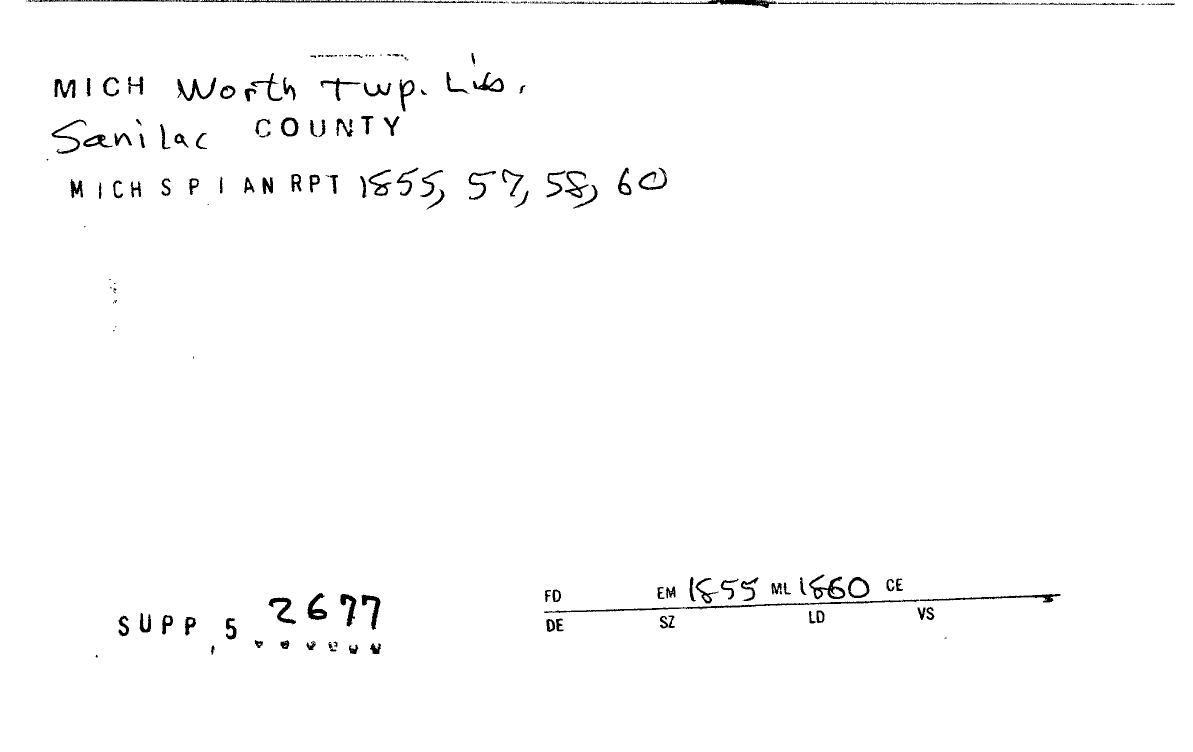 MICH Worth Twp. Lib.
Sanilac COUNTY
MICH S P I AN RPT 1855, 57, 58, 60
FD EM 1855 ML 1860 CE
DE SZ LD VS
SUPP 5 2677